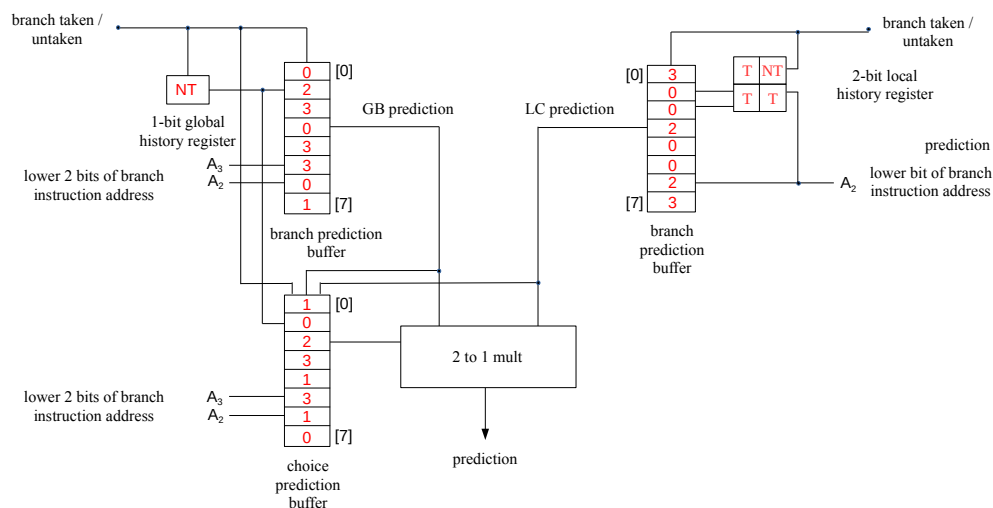 branch taken /
untaken
NT
1-bit global
history register
A3
A2
lower 2 bits of branch
instruction address
0
2
3
0
3
3
0
1
[0]
[7]
branch prediction
buffer
GB prediction
LC prediction
branch taken /
untaken
[0]
[7]
3
0
0
2
0
0
2
3
T NT
T T
2-bit local
history register
prediction
A2
lower bit of branch
instruction address
branch
prediction
buffer
1
0
2
3
1
3
1
0
[0]
[7]
lower 2 bits of branch
instruction address
A3
A2
choice
prediction
buffer
2 to 1 mult
prediction